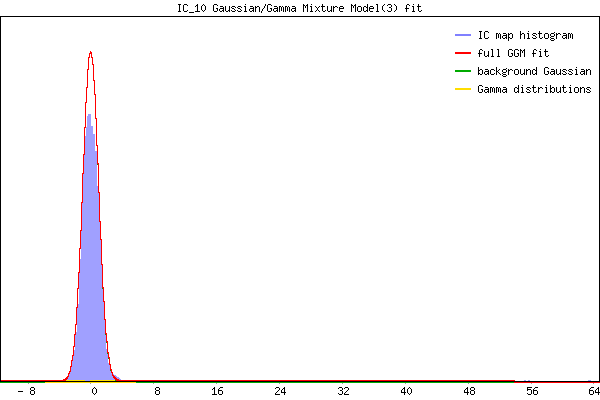 IC_10 Gaussian/Gamma Mixture Model(3) fit
IC map histogram
full GGM fit
background Gaussian
Gamma distributions
- 8 0 8 16 24 32 40 48 56 64